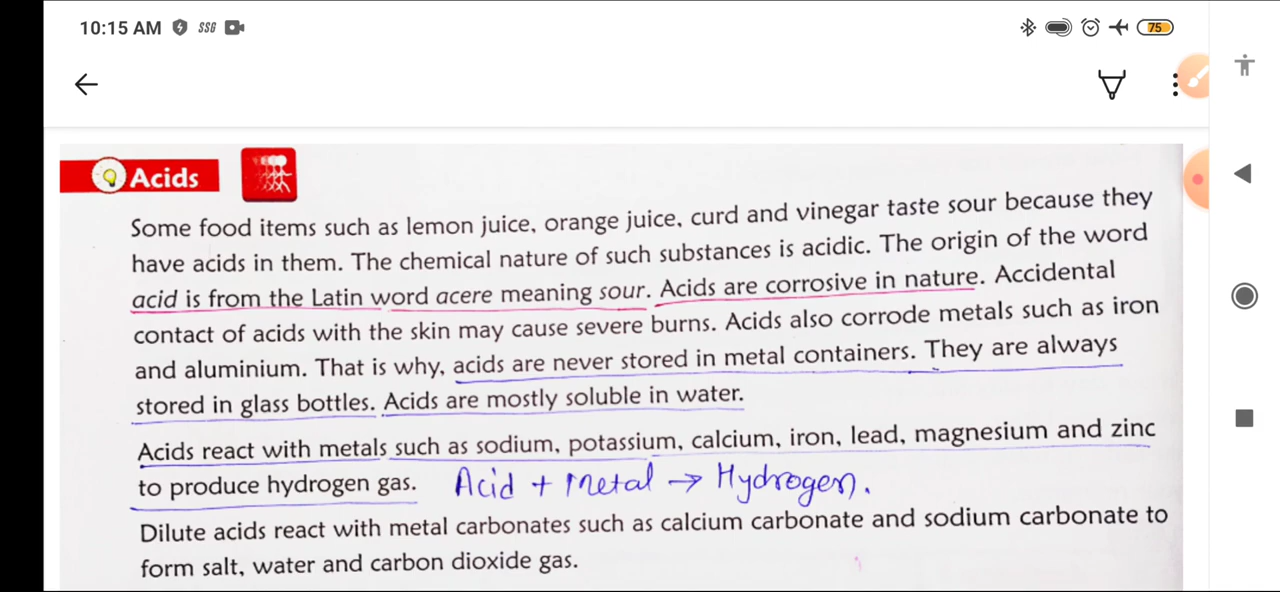 10:15 AM SSG 75
Acids
Some food items such as lemon juice, orange juice, curd and vinegar taste sour because they
have acids in them. The chemical nature of such substances is acidic. The origin of the word
acid is from the Latin word acere meaning sour. Acids are corrosive in nature. Accidental
contact of acids with the skin may cause severe burns. Acids also corrode metals such as iron
and aluminium. That is why, acids are never stored in metal containers. They are always
stored in glass bottles. Acids are mostly soluble in water.
Acids react with metals such as sodium, potassium, calcium, iron, lead, magnesium and zinc
to produce hydrogen gas. Acid + Metal → Hydrogen.
Dilute acids react with metal carbonates such as calcium carbonate and sodium carbonate to
form salt, water and carbon dioxide gas.